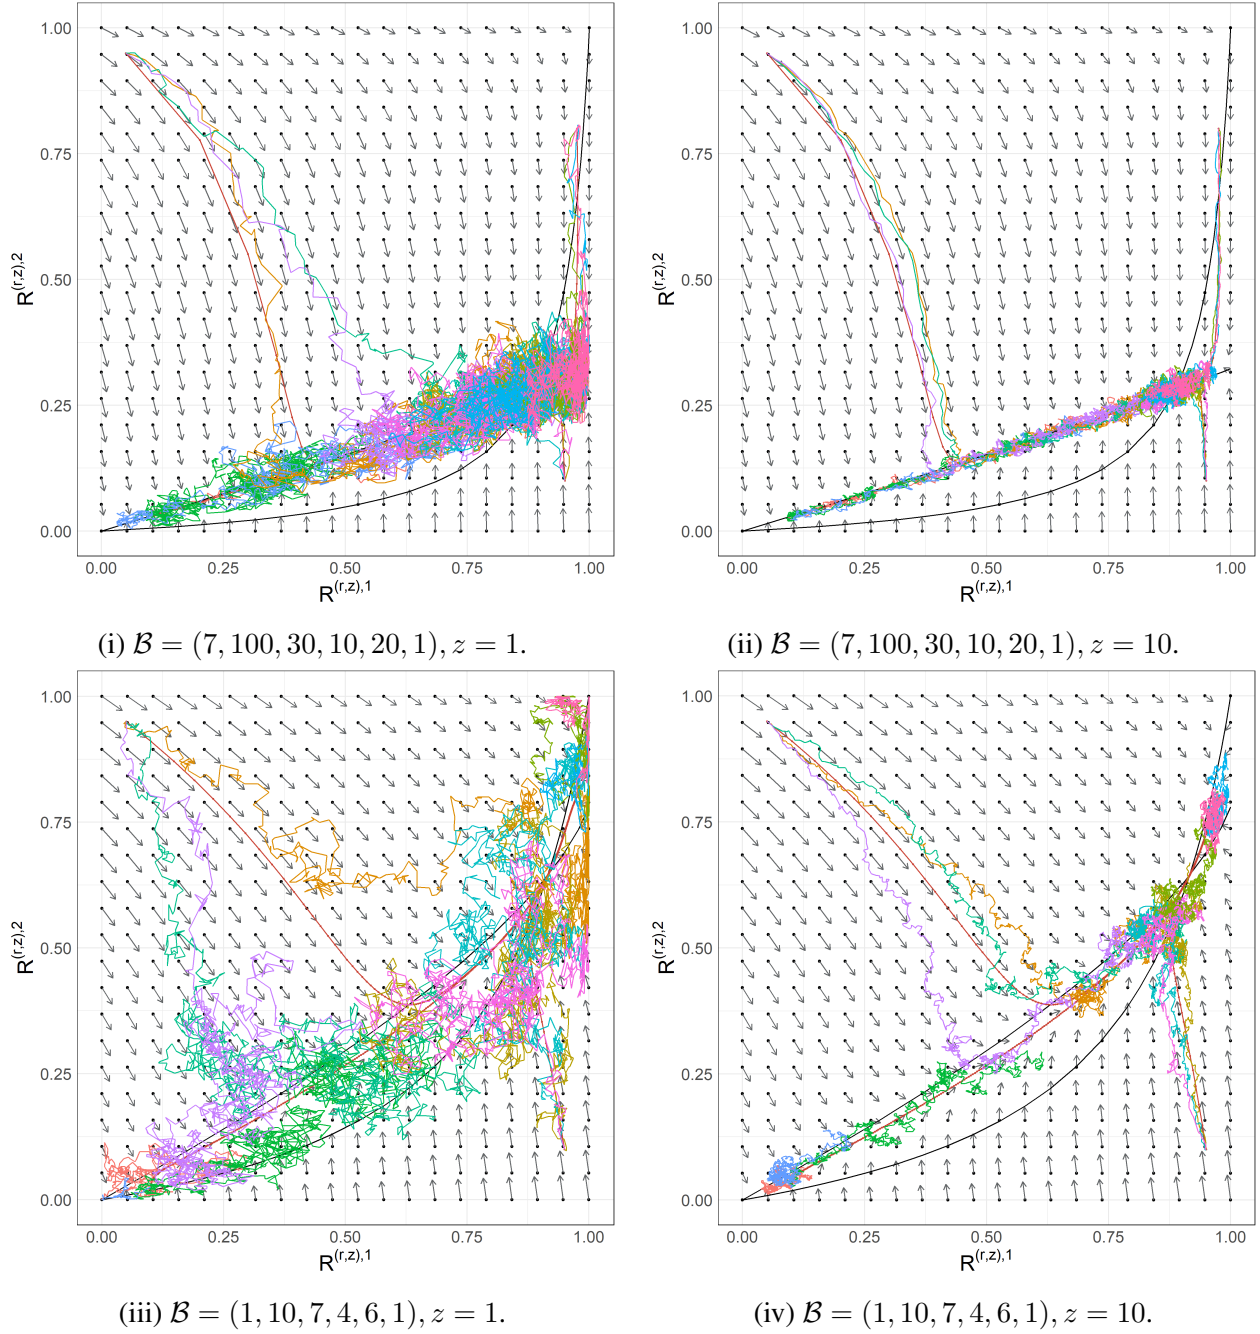 1.00
0.75
0.50
0.25
0.00
R^{(r,z),2}
0.00 0.25 0.50 0.75 1.00
R^{(r,z),1}
(i) ℬ = (7, 100, 30, 10, 20, 1), z = 1.
1.00
0.75
0.50
0.25
0.00
R^{(r,z),2}
0.00 0.25 0.50 0.75 1.00
R^{(r,z),1}
(ii) ℬ = (7, 100, 30, 10, 20, 1), z = 10.
1.00
0.75
0.50
0.25
0.00
R^{(r,z),2}
0.00 0.25 0.50 0.75 1.00
R^{(r,z),1}
(iii) ℬ = (1, 10, 7, 4, 6, 1), z = 1.
1.00
0.75
0.50
0.25
0.00
R^{(r,z),2}
0.00 0.25 0.50 0.75 1.00
R^{(r,z),1}
(iv) ℬ = (1, 10, 7, 4, 6, 1), z = 10.